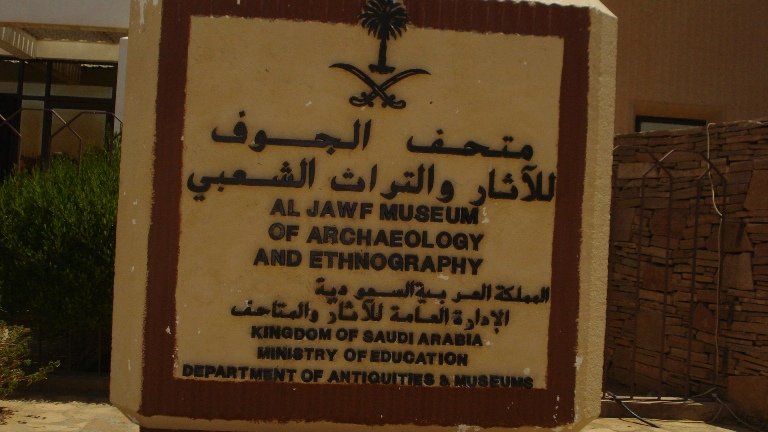 متحف الجوف
للآثار والتراث الشعبي
AL JAWF MUSEUM
OF ARCHAEOLOGY
AND ETHNOGRAPHY
المملكة العربية السعودية
الإدارة العامة للآثار والمتاحف
KINGDOM OF SAUDI ARABIA
MINISTRY OF EDUCATION
DEPARTMENT OF ANTIQUITIES & MUSEUMS